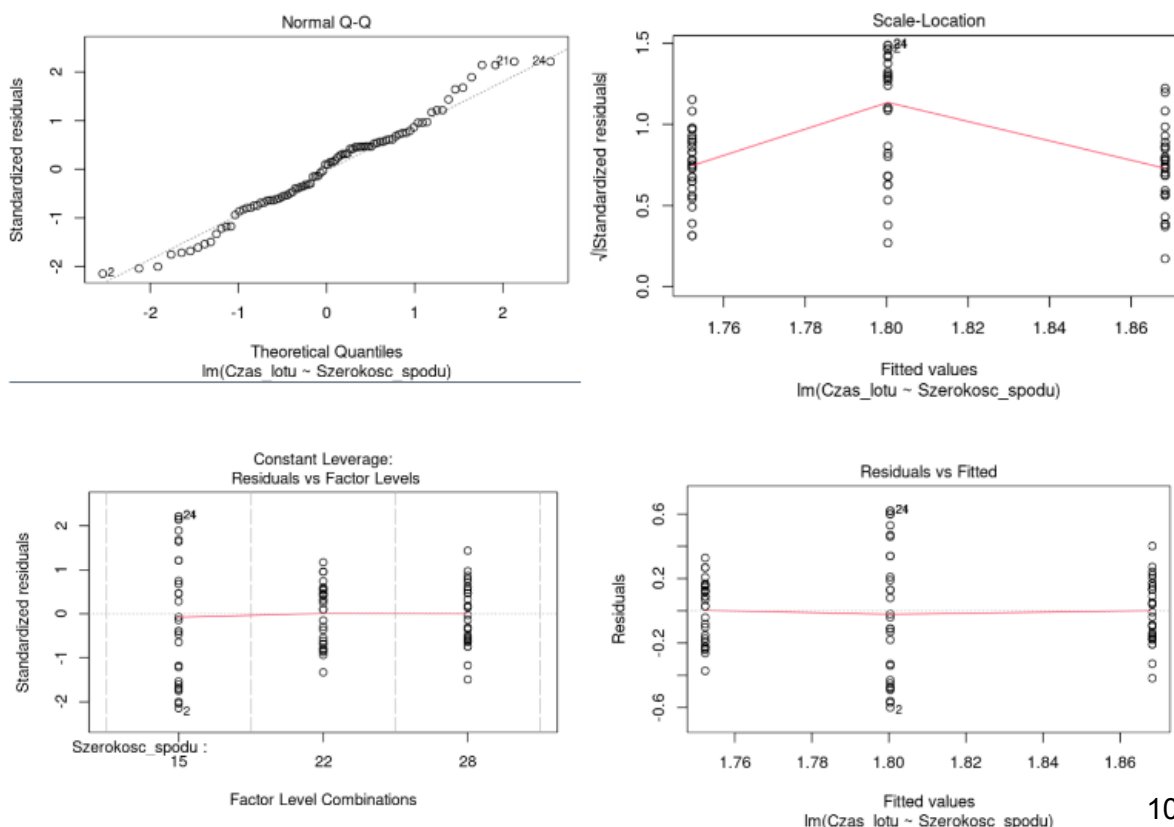 Normal Q-Q
Standardized residuals
2
1
0
-1
-2
21
24
2
-2
-1
0
1
2
Theoretical Quantiles
lm(Czas_lotu ~ Szerokosc_spodu)
Scale-Location
√|Standardized residuals|
1.5
1.0
0.5
0.0
24
1.76
1.78
1.80
1.82
1.84
1.86
Fitted values
lm(Czas_lotu ~ Szerokosc_spodu)
Constant Leverage:
Residuals vs Factor Levels
Standardized residuals
2
1
0
-1
-2
24
2
Szerokosc_spodu :
15
22
28
Factor Level Combinations
Residuals vs Fitted
Residuals
0.6
0.2
-0.2
-0.6
24
2
1.76
1.78
1.80
1.82
1.84
1.86
Fitted values
lm(Czas_lotu ~ Szerokosc_spodu)
10